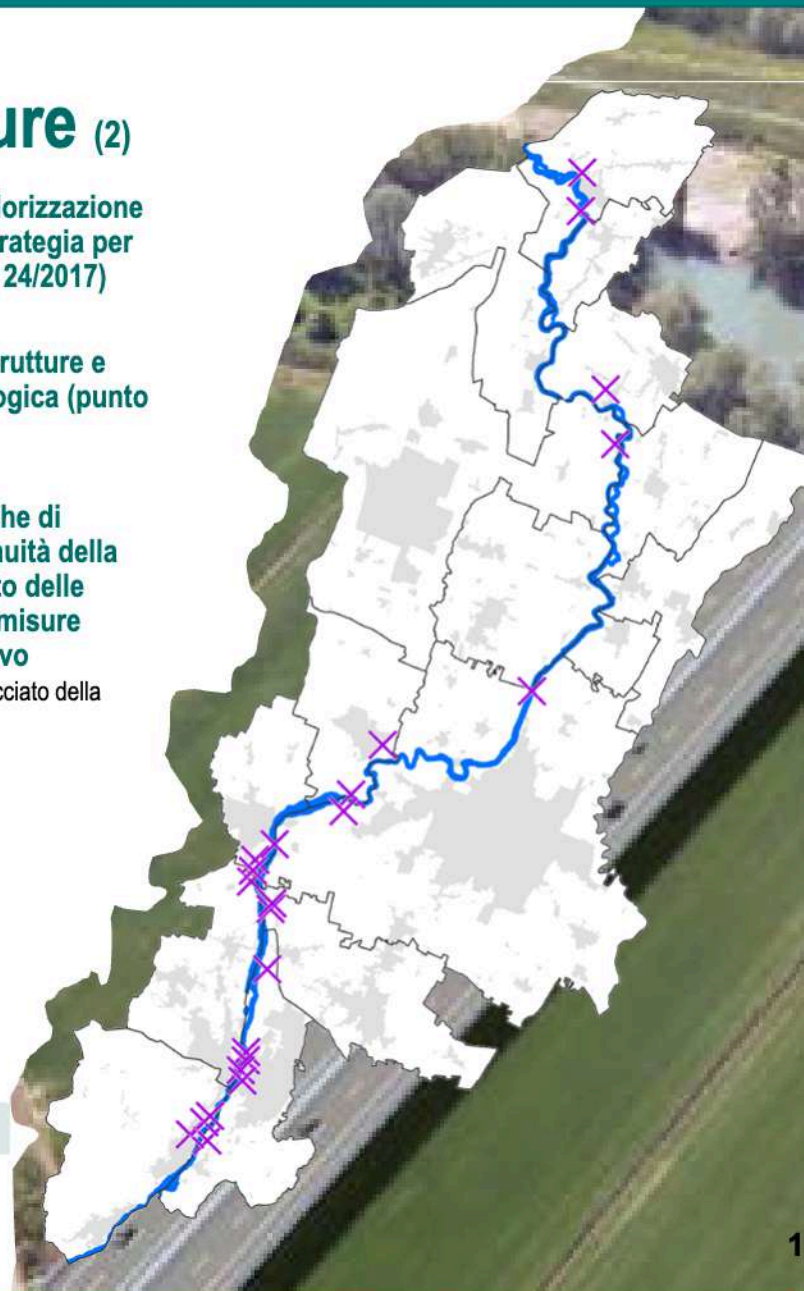 ure (2)
lorizzazione
rategia per
24/2017)
rutture e
ogica (punto
he di
nuità della
to delle
misure
vo
cciato della
1